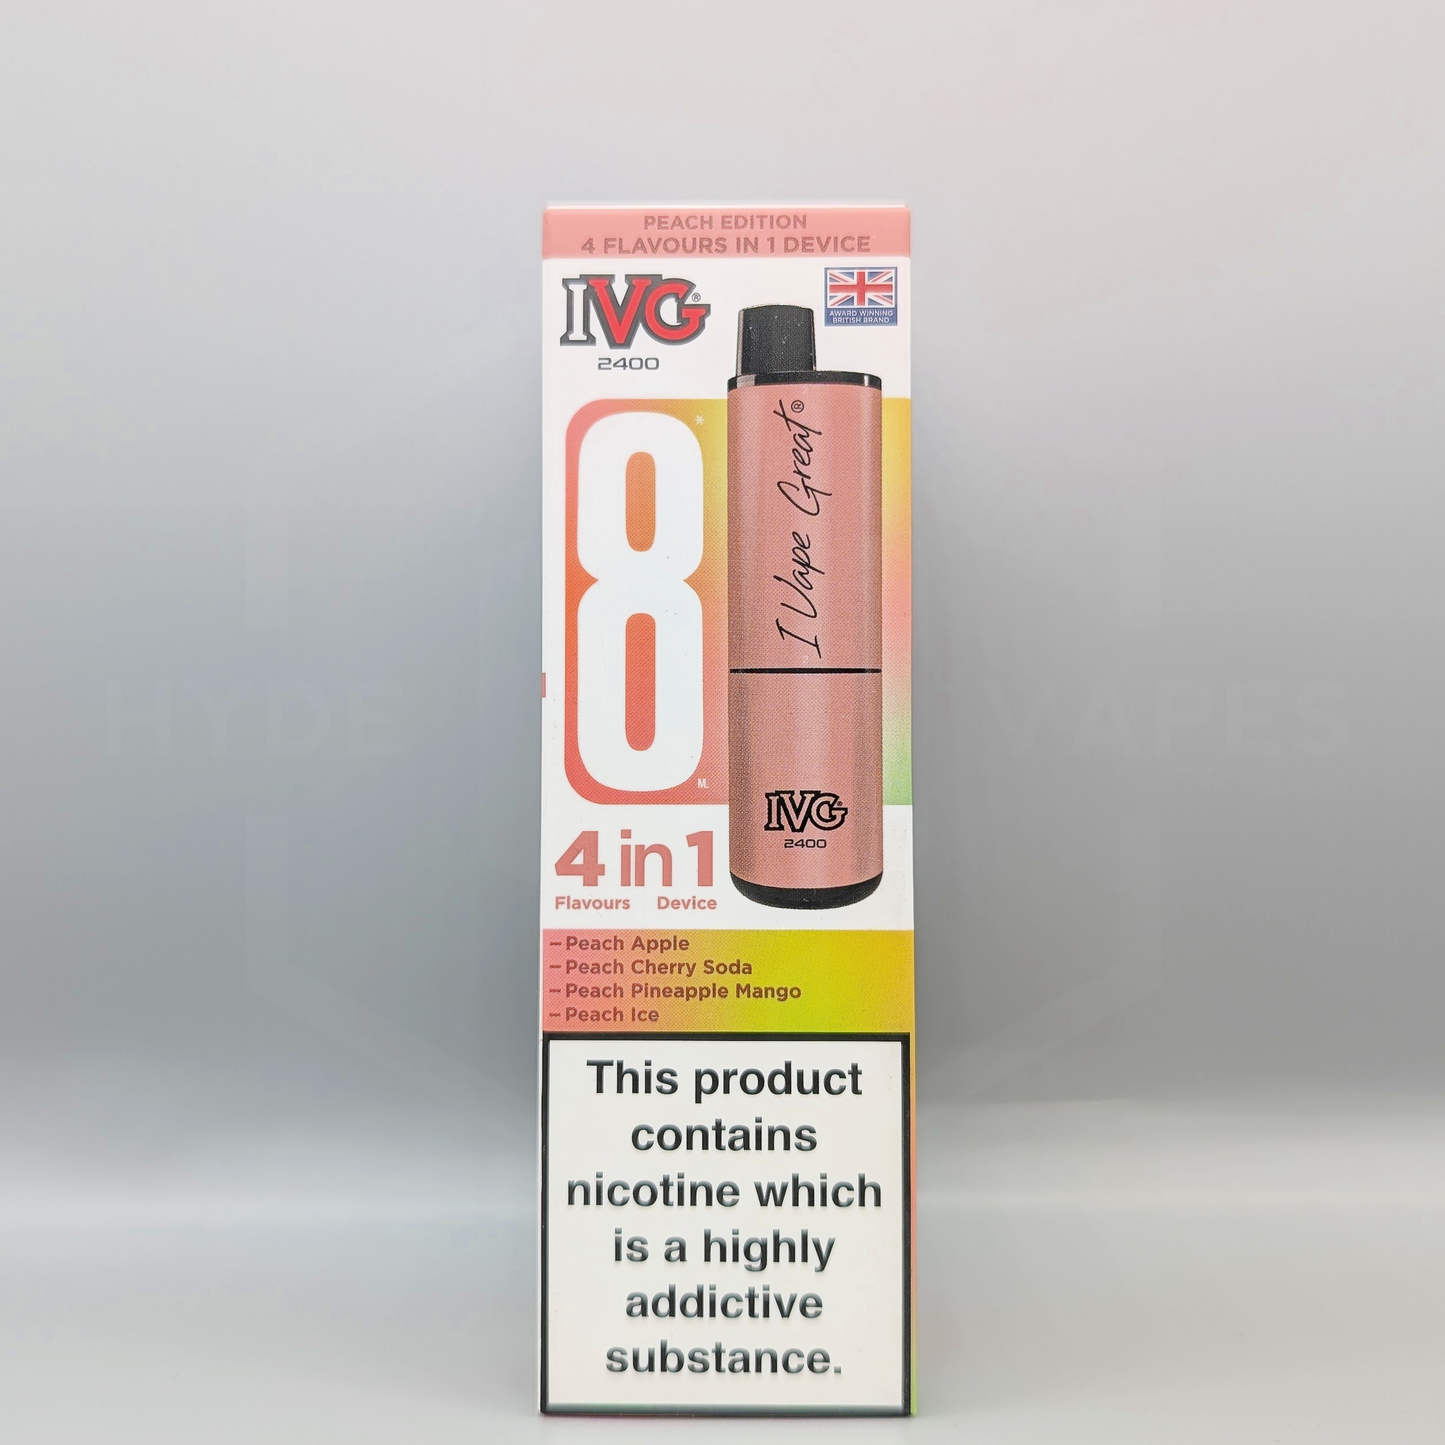 PEACH EDITION
4 FLAVOURS IN 1 DEVICE
IVG®
2400
AWARD WINNING
BRITISH BRAND
8*
ML
I Vape Great®
IVG®
2400
4 in 1
Flavours Device
– Peach Apple
– Peach Cherry Soda
– Peach Pineapple Mango
– Peach Ice
HYDE VAPES
This product
contains
nicotine which
is a highly
addictive
substance.